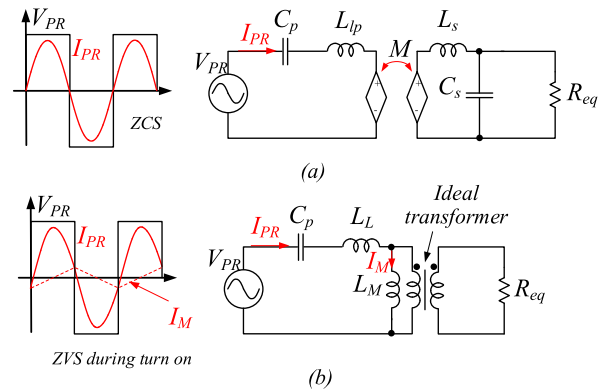 V_PR
I_PR
ZCS
V_PR
I_PR
C_p
L_lp
M
L_s
C_s
R_eq
+
-
+
-
(a)
V_PR
I_PR
I_M
ZVS during turn on
V_PR
I_PR
C_p
L_L
I_M
L_M
Ideal
transformer
R_eq
(b)